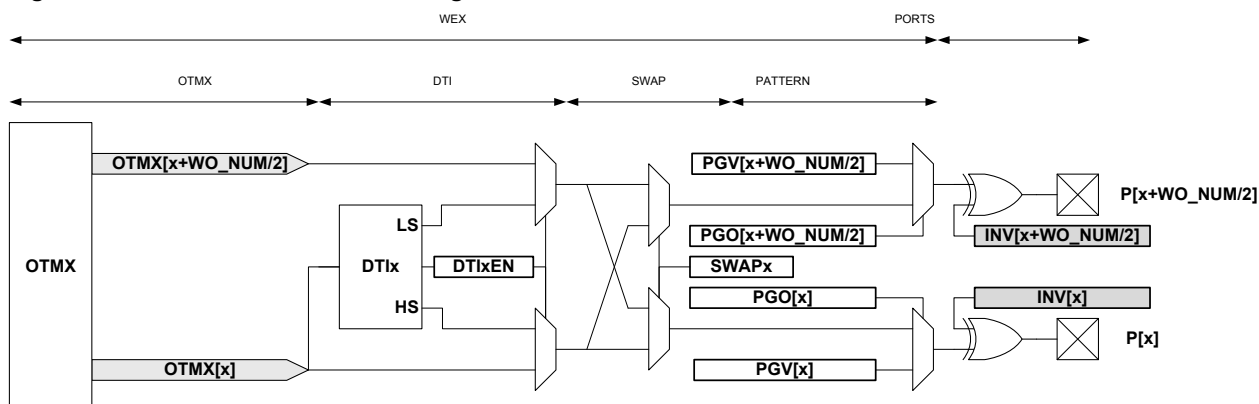 WEX PORTS
OTMX DTI SWAP PATTERN
OTMX[x+WO_NUM/2] PGV[x+WO_NUM/2]
P[x+WO_NUM/2]
LS
PGO[x+WO_NUM/2] INV[x+WO_NUM/2]
OTMX DTIx DTIxEN SWAPx
HS PGO[x] INV[x]
P[x]
OTMX[x] PGV[x]